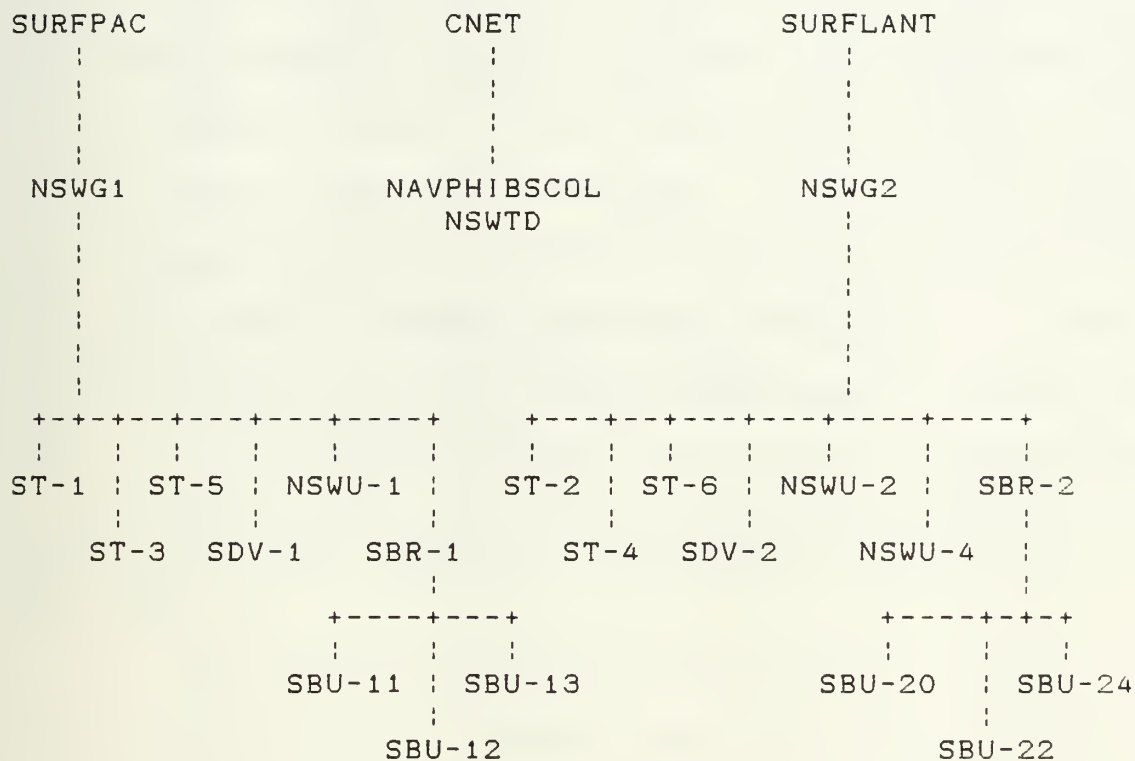 SURFPAC CNET SURFLANT
NSWG1 NAVPHIBSCOL NSWG2
NSWTD
ST-1 ST-5 NSWU-1 ST-2 ST-6 NSWU-2 SBR-2
ST-3 SDV-1 SBR-1 ST-4 SDV-2 NSWU-4
SBU-11 SBU-13 SBU-20 SBU-24
SBU-12 SBU-22